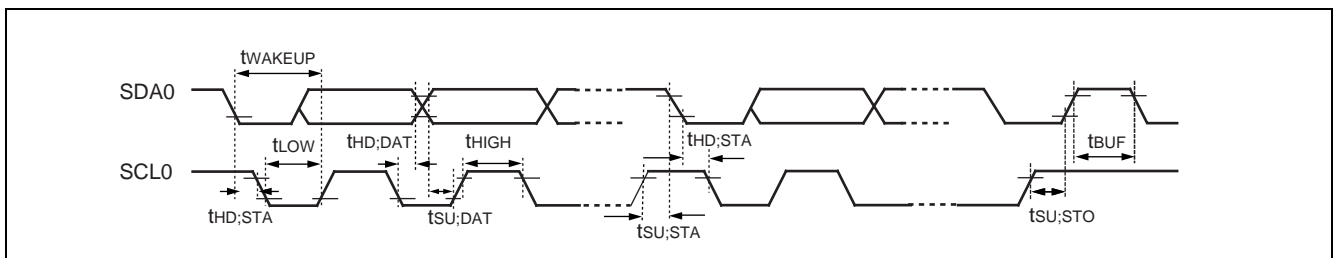 tWAKEUP
SDA0
tHD;DAT
tHIGH
tHD;STA
tBUF
tLOW
SCL0
tHD;STA
tSU;DAT
tSU;STA
tSU;STO